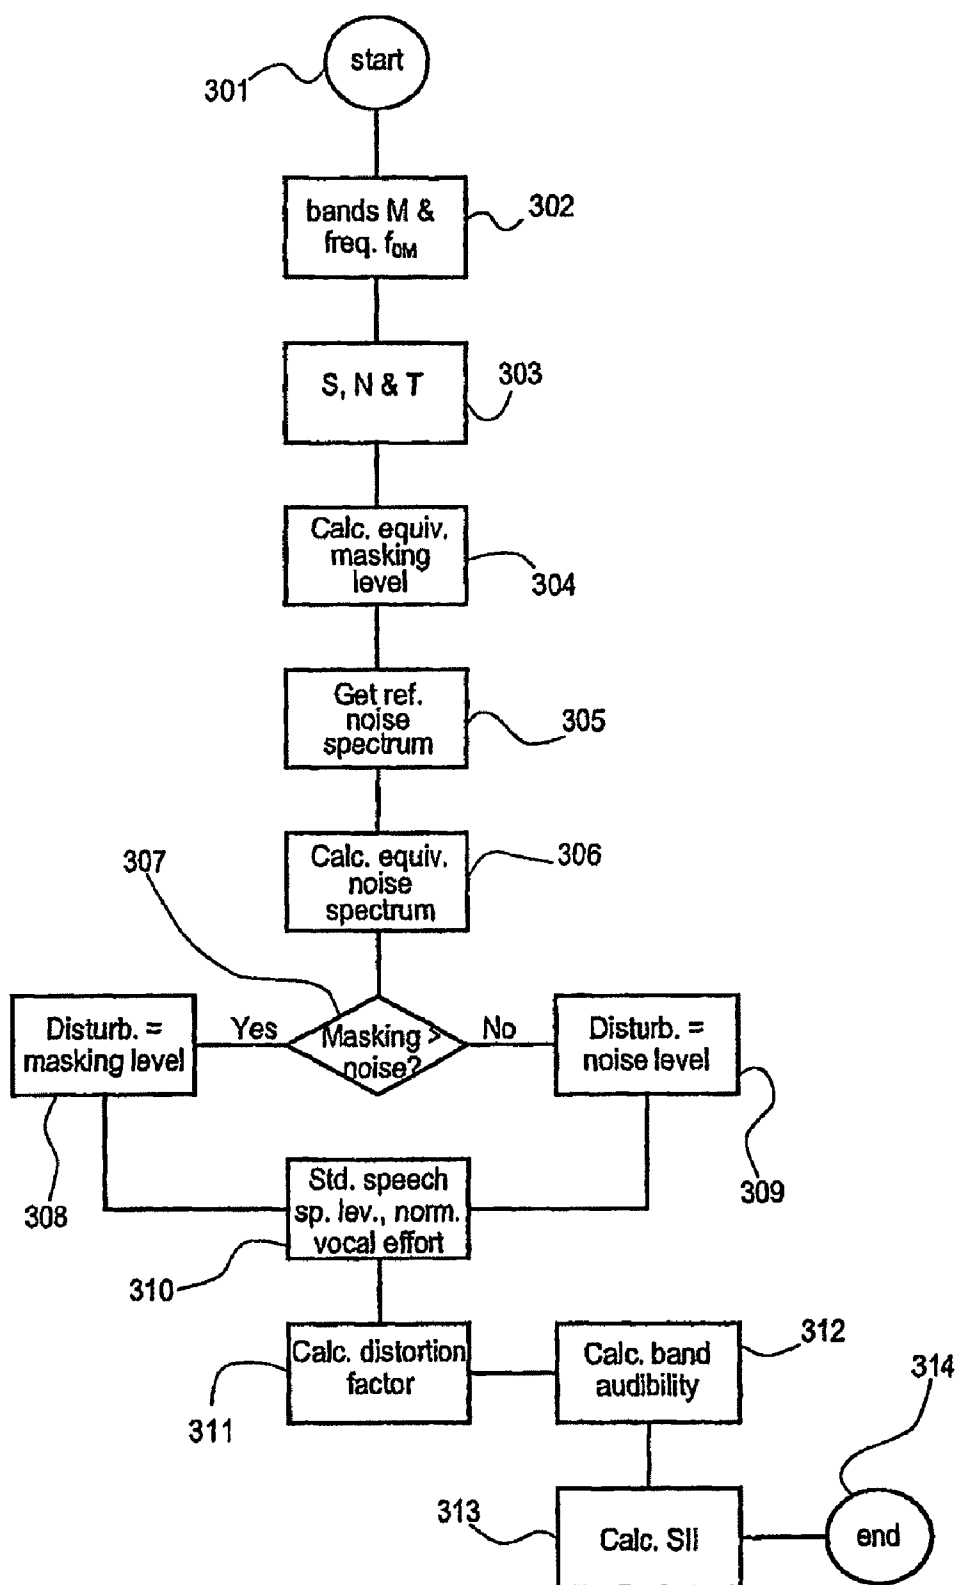 start
301
bands M &
freq. f0M
302
S, N & T
303
Calc. equiv.
masking
level
304
Get ref.
noise
spectrum
305
Calc. equiv.
noise
spectrum
306
307
Disturb. =
masking level
Yes
Masking >
noise?
No
Disturb. =
noise level
308
309
Std. speech
sp. lev., norm.
vocal effort
310
Calc. distortion
factor
311
Calc. band
audibility
312
314
313
Calc. SII
end